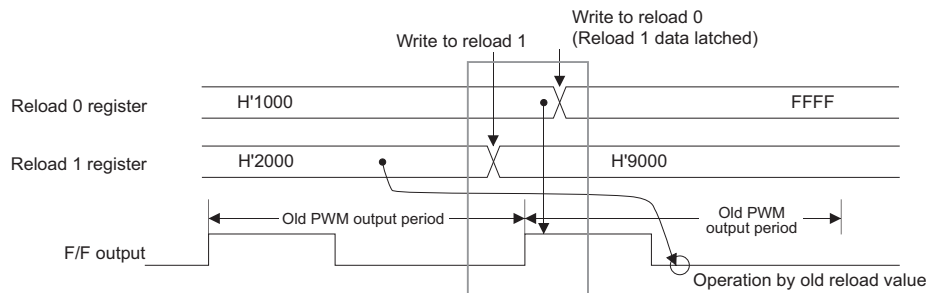 Write to reload 0
(Reload 1 data latched)
Write to reload 1
Reload 0 register
H'1000
FFFF
Reload 1 register
H'2000
H'9000
Old PWM output period
Old PWM
output period
F/F output
Operation by old reload value